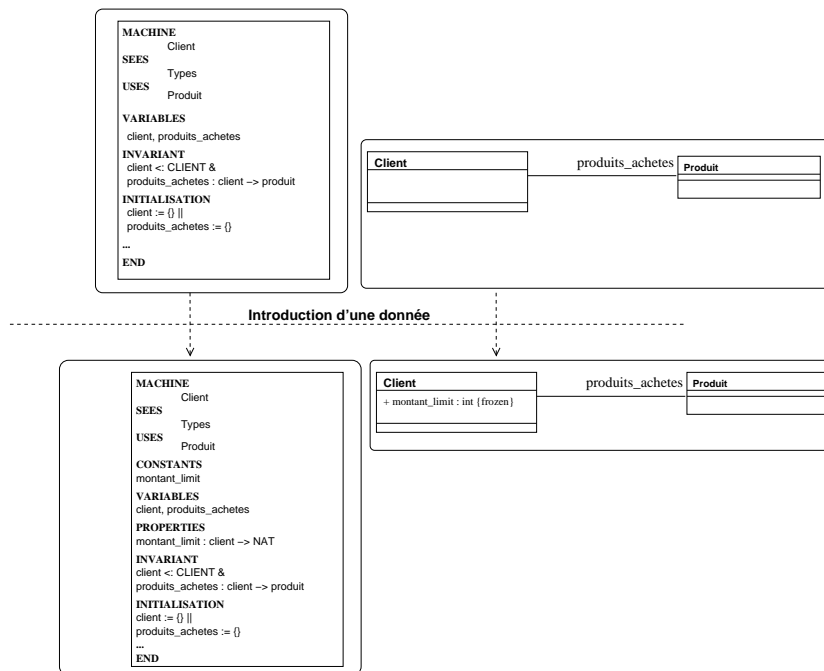 MACHINE
Client
SEES
Types
USES
Produit
VARIABLES
client, produits_achetes
INVARIANT
client <: CLIENT &
produits_achetes : client −> produit
INITIALISATION
client := {} ||
produits_achetes := {}
...
END
Client
produits_achetes
Produit
Introduction d'une donnée
MACHINE
Client
SEES
Types
USES
Produit
CONSTANTS
montant_limit
VARIABLES
client, produits_achetes
PROPERTIES
montant_limit : client −> NAT
INVARIANT
client <: CLIENT &
produits_achetes : client −> produit
INITIALISATION
client := {} ||
produits_achetes := {}
...
END
Client
+ montant_limit : int {frozen}
produits_achetes
Produit